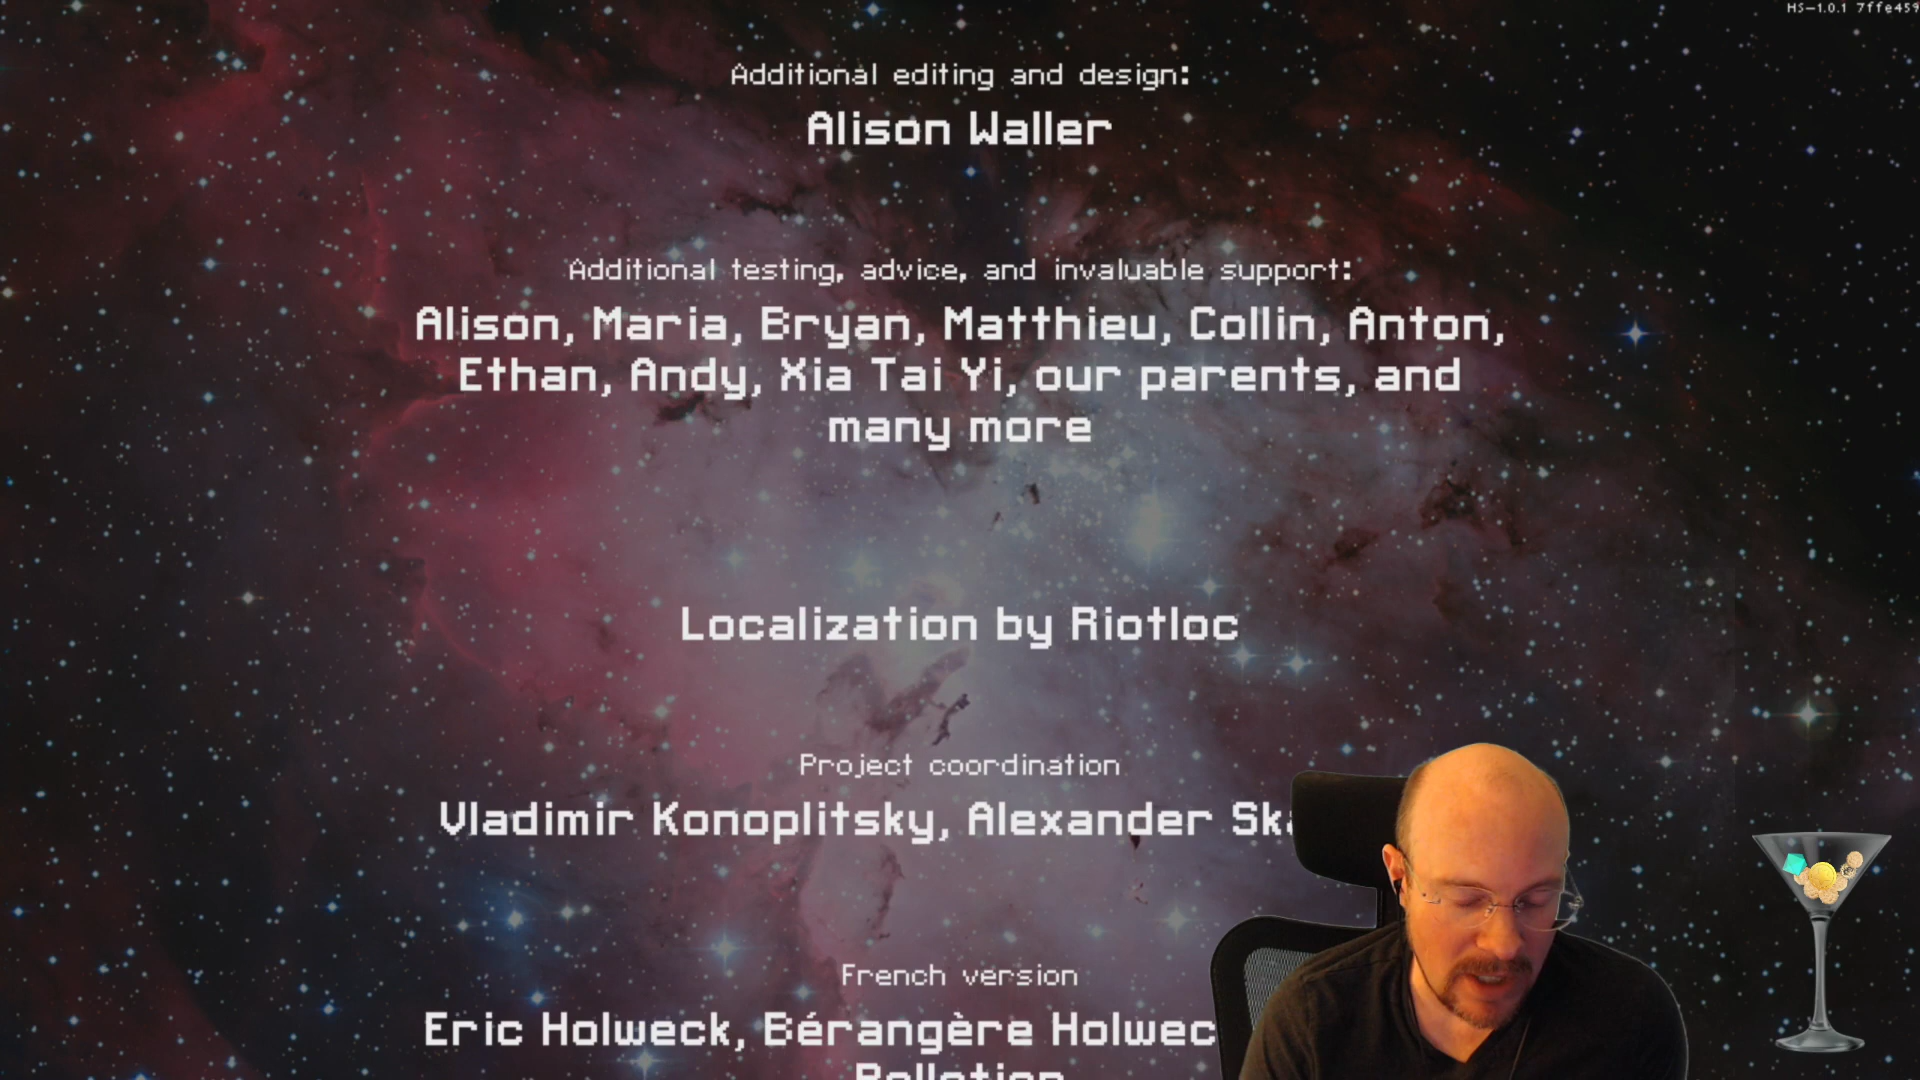 HS-1.0.1 7ffe459
Additional editing and design:
Alison Waller
Additional testing, advice, and invaluable support:
Alison, Maria, Bryan, Matthieu, Collin, Anton,
Ethan, Andy, Xia Tai Yi, our parents, and
many more
Localization by Riotloc
Project coordination
Vladimir Konoplitsky, Alexander
French version
Eric Holweck, Bérangère